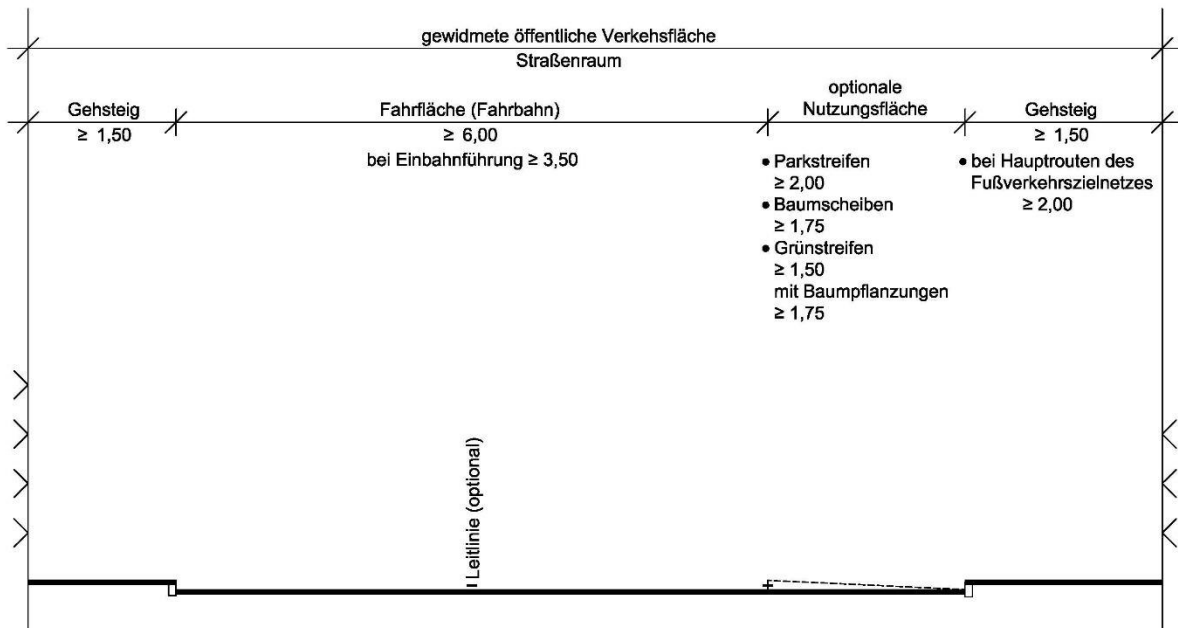 gewidmete öffentliche Verkehsfläche
Straßenraum
Gehsteig
≥ 1,50
Fahrfläche (Fahrbahn)
≥ 6,00
bei Einbahnführung ≥ 3,50
optionale
Nutzungsfläche
• Parkstreifen
≥ 2,00
• Baumscheiben
≥ 1,75
• Grünstreifen
≥ 1,50
mit Baumpflanzungen
≥ 1,75
Gehsteig
≥ 1,50
• bei Hauptrouten des
Fußverkehrszielnetzes
≥ 2,00
Leitlinie (optional)